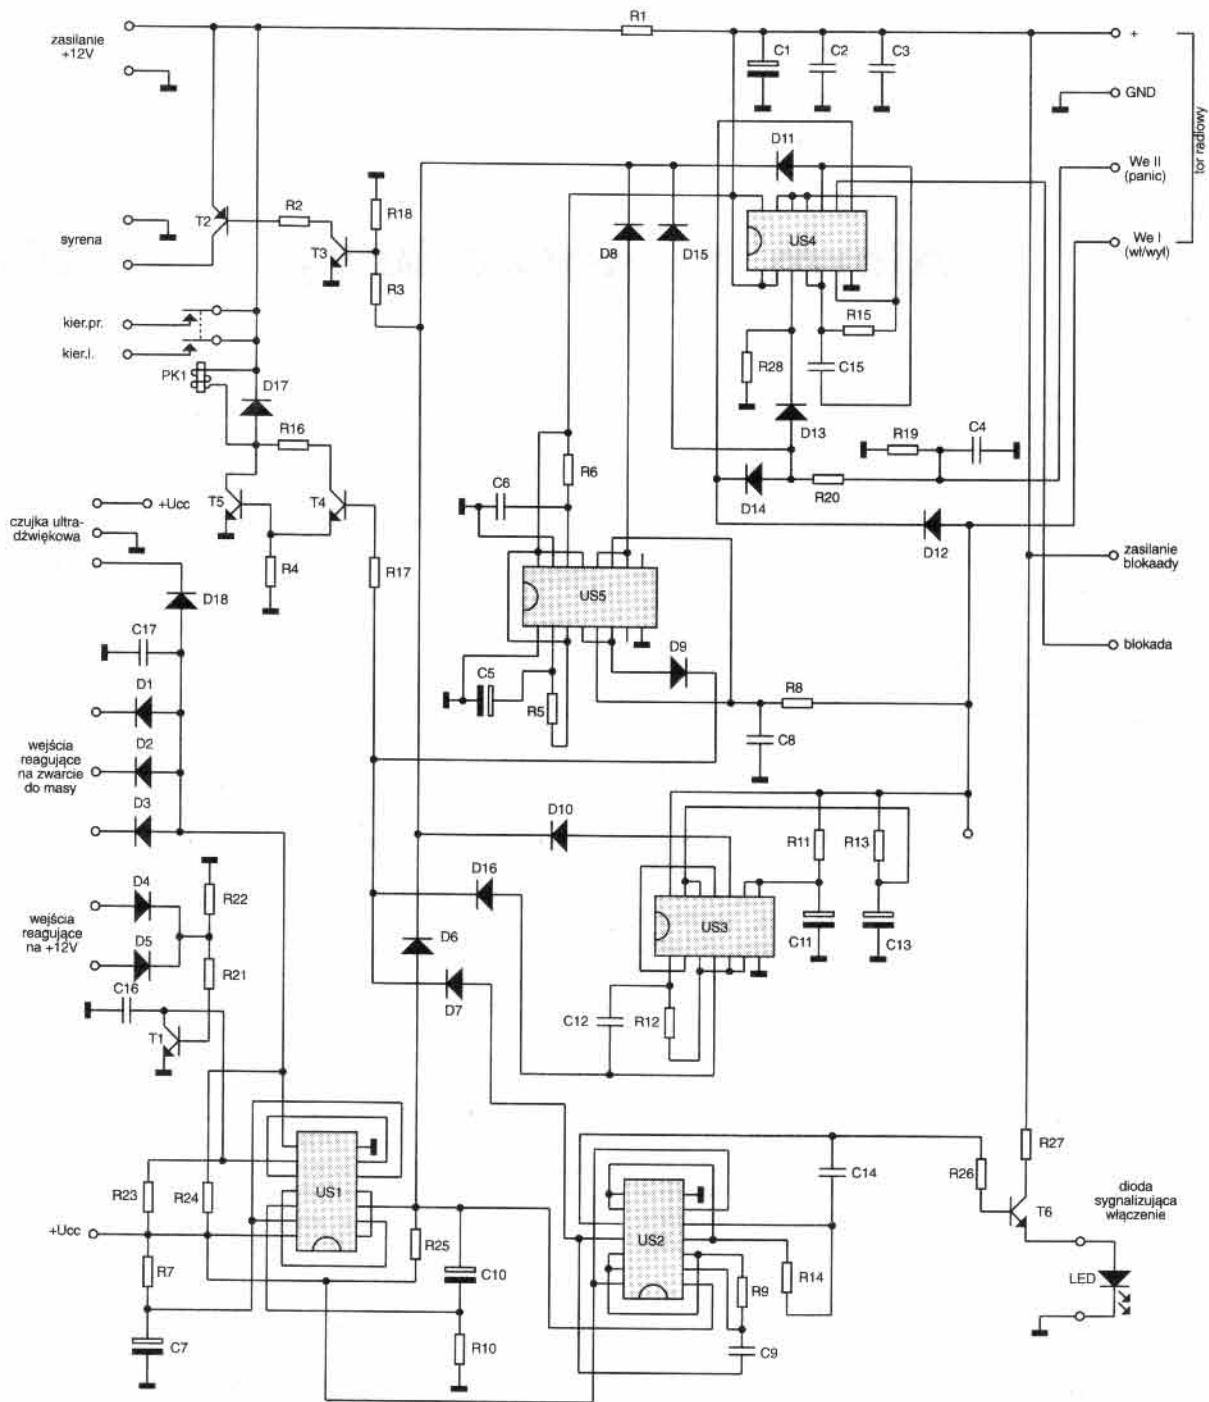 R1
zasilanie
+12V
C1
C2
C3
+
GND
tor radiowy
We II
(panic)
We I
(wł/wył)
D11
T2
R2
R18
T3
R3
syrena
D8
D15
US4
kier.pr.
kier.l.
PK1
D17
R15
R28
C15
R16
D13
R19
C4
R6
C6
D14
R20
T5
T4
+Ucc
czujka ultra-
dźwiękowa
D12
R4
R17
zasilanie
blokaady
US5
D18
C17
blokada
D9
D1
C5
R5
R8
C8
D2
wejścia
reagujące
na zwarcie
do masy
D3
D10
R11
R13
D16
D4
R22
US3
wejścia
reagujące
na +12V
D5
D6
C11
C13
R21
C16
D7
C12
R12
T1
R27
C14
R26
dioda
sygnalizująca
włączenie
R23
R24
US1
T6
+Ucc
US2
R25
R7
C10
R9
R14
LED
C7
R10
C9